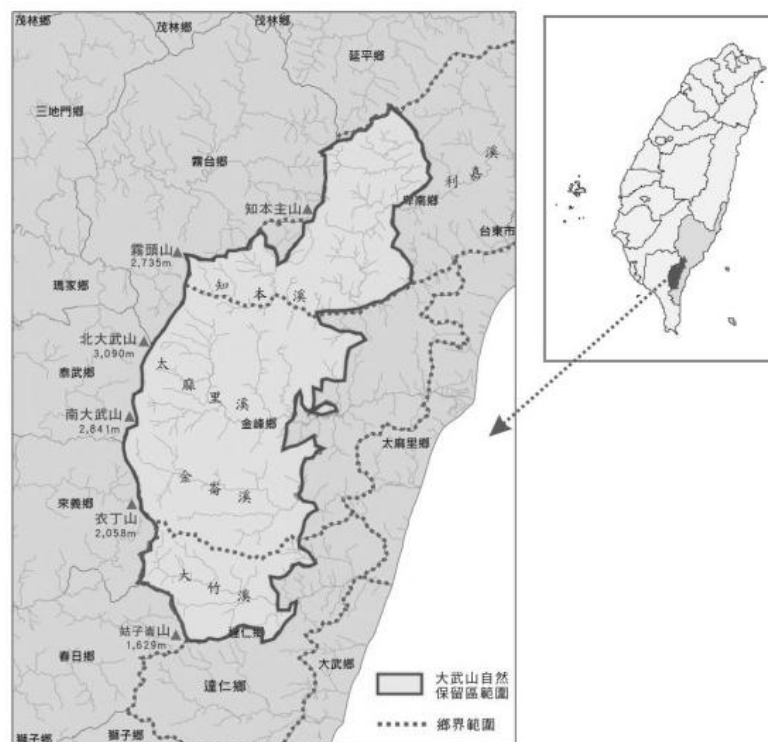 茂林鄉
茂林鄉
茂林鄉
延平鄉
三地門鄉
霧台鄉
利嘉溪
卑南鄉
知本主山
台東市
霧頭山
2,735m
瑪家鄉
知本溪
北大武山
3,090m
泰武鄉
太麻里溪
南大武山
2,841m
金峰鄉
太麻里鄉
金崙溪
來義鄉
衣丁山
2,058m
大竹溪
姑子崙山
1,629m
達仁鄉
春日鄉
大武鄉
達仁鄉
大武山自然
保留區範圍
鄉界範圍
獅子鄉
獅子鄉